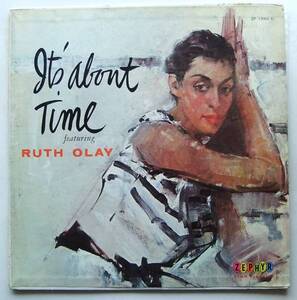 It's about
Time
featuring
RUTH OLAY
ZEPHYR